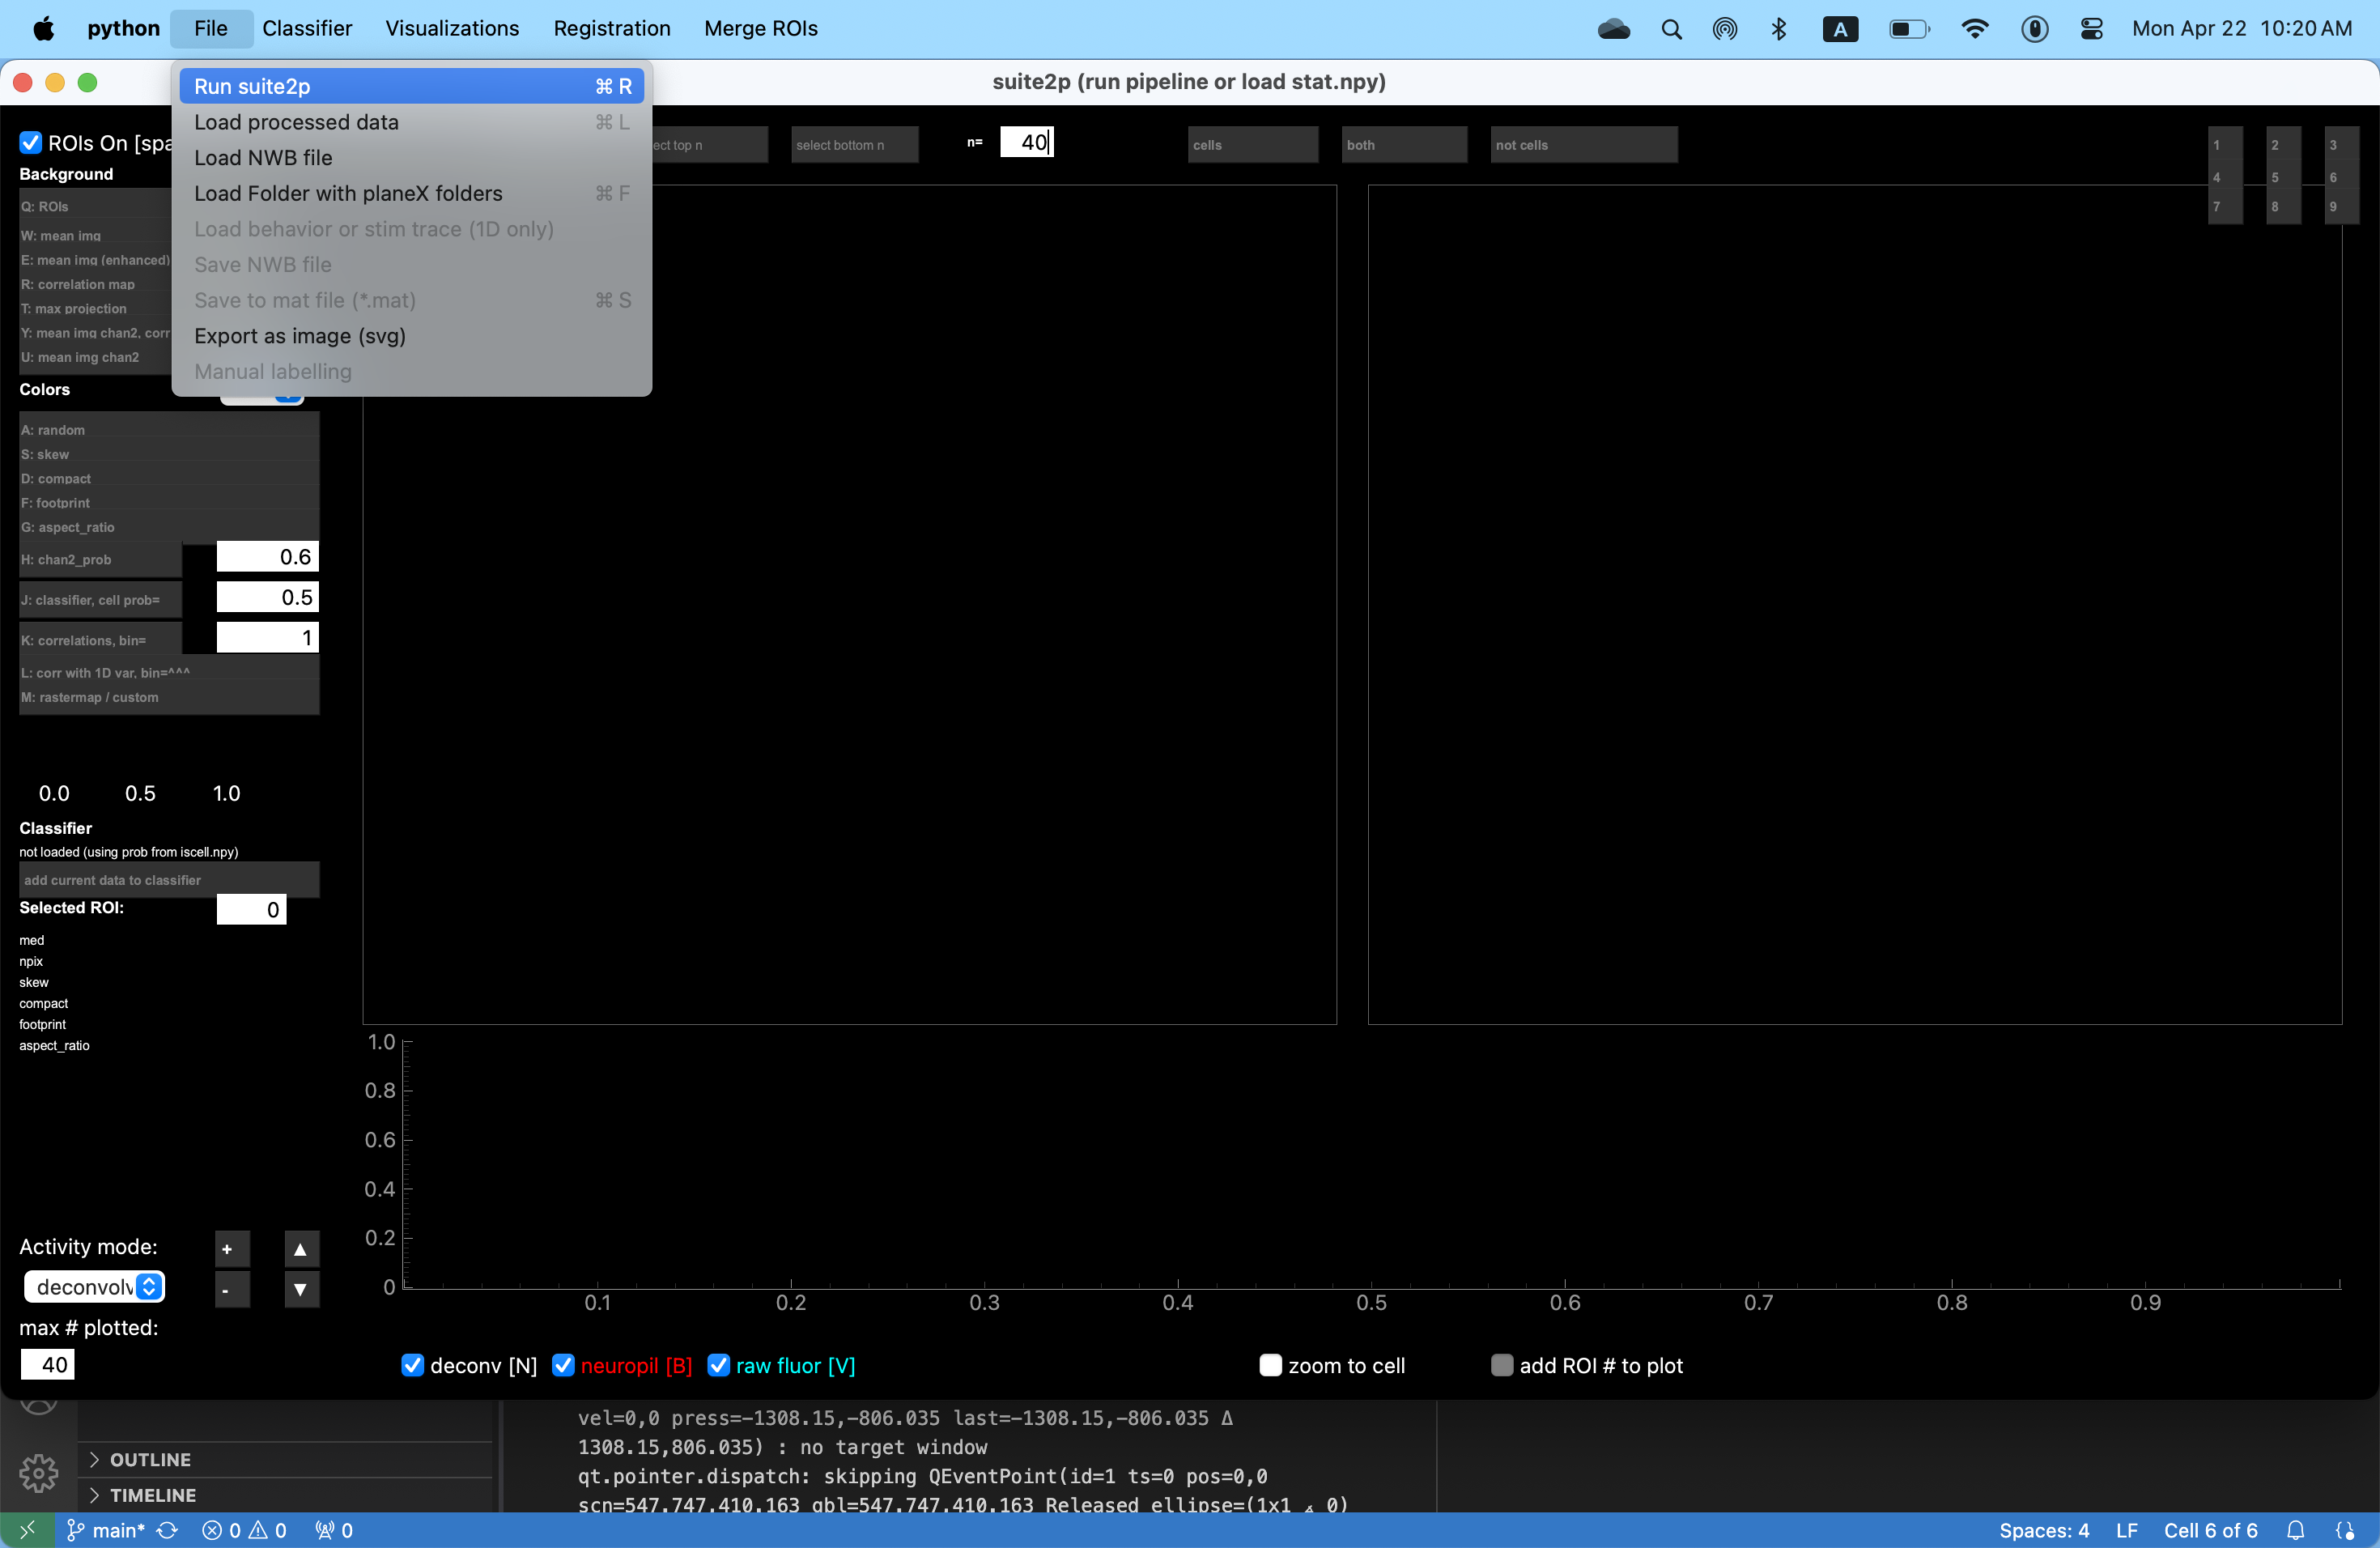 python File Classifier Visualizations Registration Merge ROIs A Mon Apr 22 10:20 AM
suite2p (run pipeline or load stat.npy)
Run suite2p ⌘ R
Load processed data ⌘ L
Load NWB file
Load Folder with planeX folders ⌘ F
Load behavior or stim trace (1D only)
Save NWB file
Save to mat file (*.mat) ⌘ S
Export as image (svg)
Manual labelling
ROIs On [spa
ect top n select bottom n n= 40 cells both not cells
1 2 3
4 5 6
7 8 9
Background
Q: ROIs
W: mean img
E: mean img (enhanced)
R: correlation map
T: max projection
Y: mean img chan2, corr
U: mean img chan2
Colors
A: random
S: skew
D: compact
F: footprint
G: aspect_ratio
H: chan2_prob 0.6
J: classifier, cell prob= 0.5
K: correlations, bin= 1
L: corr with 1D var, bin=^^^
M: rastermap / custom
0.0 0.5 1.0
Classifier
not loaded (using prob from iscell.npy)
add current data to classifier
Selected ROI: 0
med
npix
skew
compact
footprint
aspect_ratio
1.0
0.8
0.6
0.4
0.2
0
0.1 0.2 0.3 0.4 0.5 0.6 0.7 0.8 0.9
Activity mode: + ▲
deconvolv - ▼
max # plotted:
40
deconv [N] neuropil [B] raw fluor [V] zoom to cell add ROI # to plot
vel=0,0 press=-1308.15,-806.035 last=-1308.15,-806.035 Δ
1308.15,806.035) : no target window
qt.pointer.dispatch: skipping QEventPoint(id=1 ts=0 pos=0,0
scn=547.747,410.163 gbl=547.747,410.163 Released ellipse=(1x1 ∡ 0)
OUTLINE
TIMELINE
main* 0 0 0 Spaces: 4 LF Cell 6 of 6